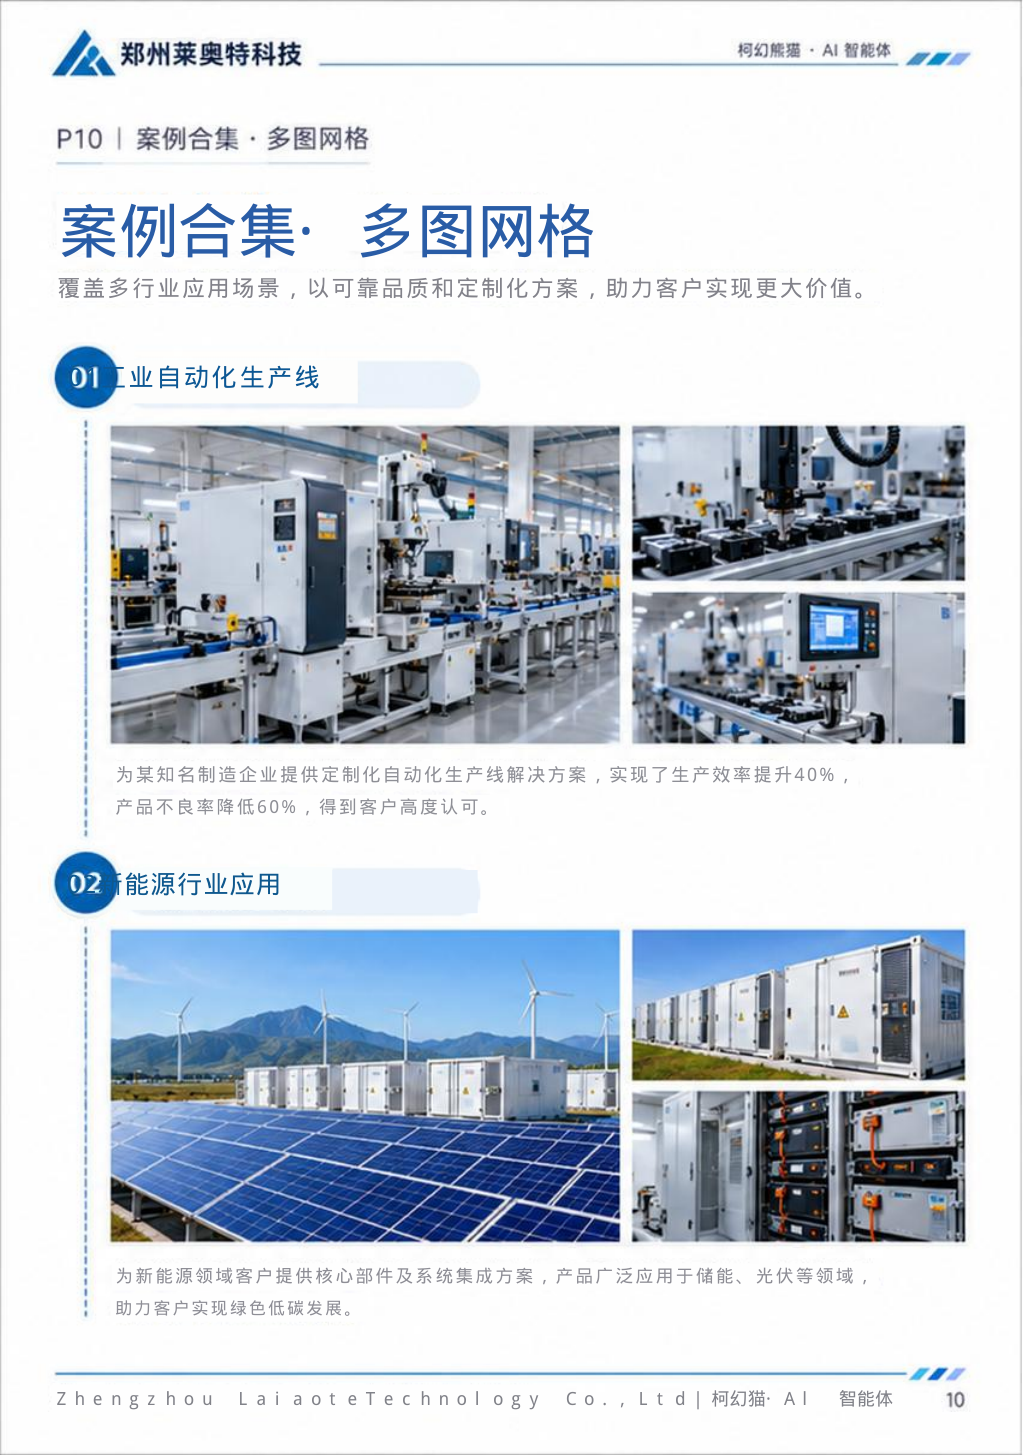 郑州莱奥特科技
柯幻熊猫 · AI 智能体
P10 | 案例合集 · 多图网格
案例合集· 多图网格
覆盖多行业应用场景，以可靠品质和定制化方案，助力客户实现更大价值。
01 工业自动化生产线
为某知名制造企业提供定制化自动化生产线解决方案，实现了生产效率提升40%，
产品不良率降低60%，得到客户高度认可。
02 新能源行业应用
为新能源领域客户提供核心部件及系统集成方案，产品广泛应用于储能、光伏等领域，
助力客户实现绿色低碳发展。
Zhengzhou LaiaoteTechnology Co.,Ltd| 柯幻猫· Al 智能体 10